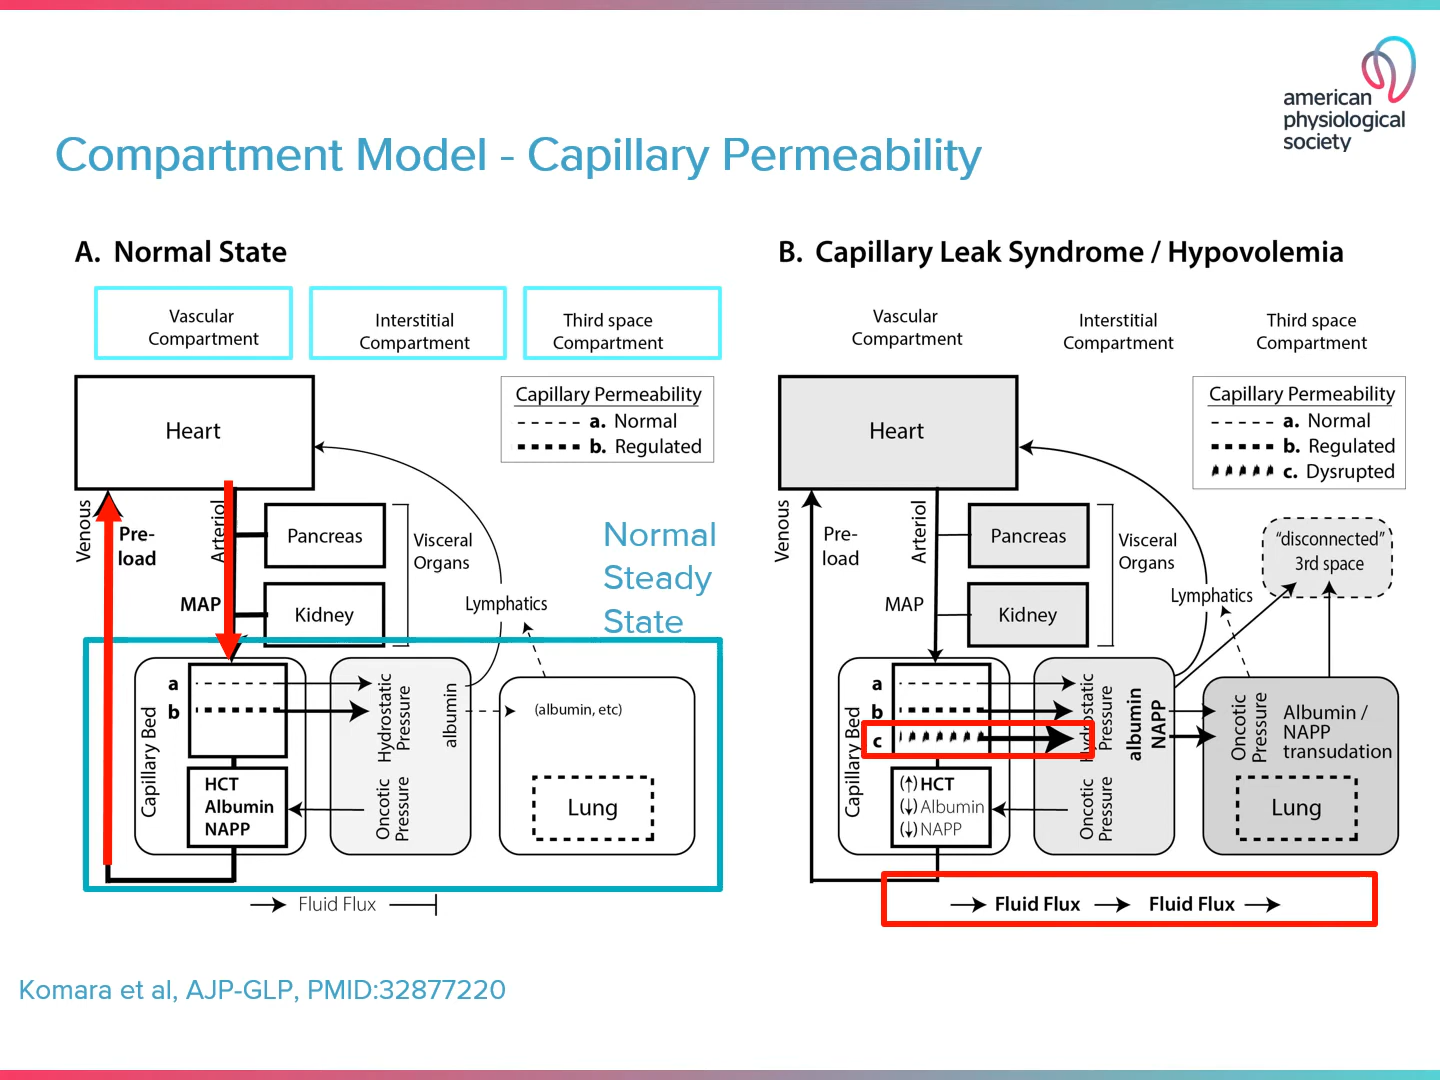 american
physiological
society
Compartment Model - Capillary Permeability
A. Normal State
Vascular
Compartment
Interstitial
Compartment
Third space
Compartment
Heart
Capillary Permeability
a. Normal
b. Regulated
Venous
Pre-
load
Arteriol
MAP
Pancreas
Kidney
Visceral
Organs
Lymphatics
Normal
Steady
State
Capillary Bed
a
b
HCT
Albumin
NAPP
Hydrostatic
Pressure
Oncotic
Pressure
albumin
(albumin, etc)
Lung
Fluid Flux
B. Capillary Leak Syndrome / Hypovolemia
Vascular
Compartment
Interstitial
Compartment
Third space
Compartment
Heart
Capillary Permeability
a. Normal
b. Regulated
c. Dysrupted
Venous
Pre-
load
Arteriol
MAP
Pancreas
Kidney
Visceral
Organs
Lymphatics
"disconnected"
3rd space
Capillary Bed
a
b
c
(↑) HCT
(↓) Albumin
(↓) NAPP
Hydrostatic
Pressure
Oncotic
Pressure
albumin
NAPP
Oncotic
Pressure
Albumin /
NAPP
transudation
Lung
Fluid Flux
Fluid Flux
Komara et al, AJP-GLP, PMID:32877220